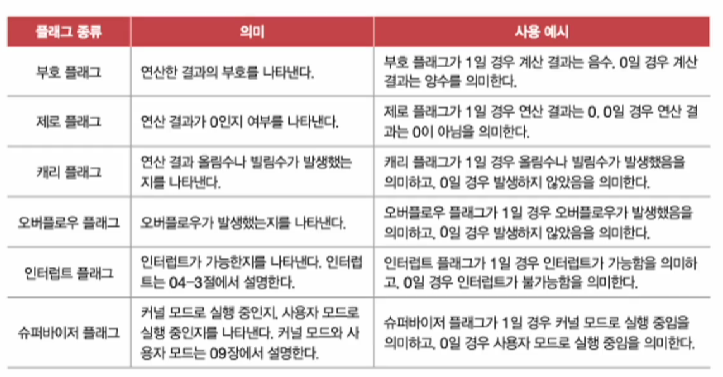 플래그 종류
의미
사용 예시
부호 플래그
연산한 결과의 부호를 나타낸다.
부호 플래그가 1일 경우 계산 결과는 음수, 0일 경우 계산
결과는 양수를 의미한다.
제로 플래그
연산 결과가 0인지 여부를 나타낸다.
제로 플래그가 1일 경우 연산 결과는 0, 0일 경우 연산 결
과는 0이 아님을 의미한다.
캐리 플래그
연산 결과 올림수나 빌림수가 발생했는
지를 나타낸다.
캐리 플래그가 1일 경우 올림수나 빌림수가 발생했음을
의미하고, 0일 경우 발생하지 않았음을 의미한다.
오버플로우 플래그
오버플로우가 발생했는지를 나타낸다.
오버플로우 플래그가 1일 경우 오버플로우가 발생했음을
의미하고, 0일 경우 발생하지 않았음을 의미한다.
인터럽트 플래그
인터럽트가 가능한지를 나타낸다. 인터럽
트는 04-3절에서 설명한다.
인터럽트 플래그가 1일 경우 인터럽트가 가능함을 의미하
고, 0일 경우 인터럽트가 불가능함을 의미한다.
슈퍼바이저 플래그
커널 모드로 실행 중인지, 사용자 모드로
실행 중인지를 나타낸다. 커널 모드와 사
용자 모드는 09장에서 설명한다.
슈퍼바이저 플래그가 1일 경우 커널 모드로 실행 중임을
의미하고, 0일 경우 사용자 모드로 실행 중임을 의미한다.